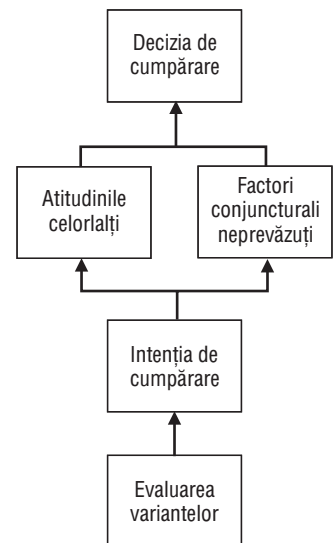 Decizia de
cumpărare
Atitudinile
celorlalți
Factori
conjuncturali
neprevăzuți
Intenția de
cumpărare
Evaluarea
variantelor